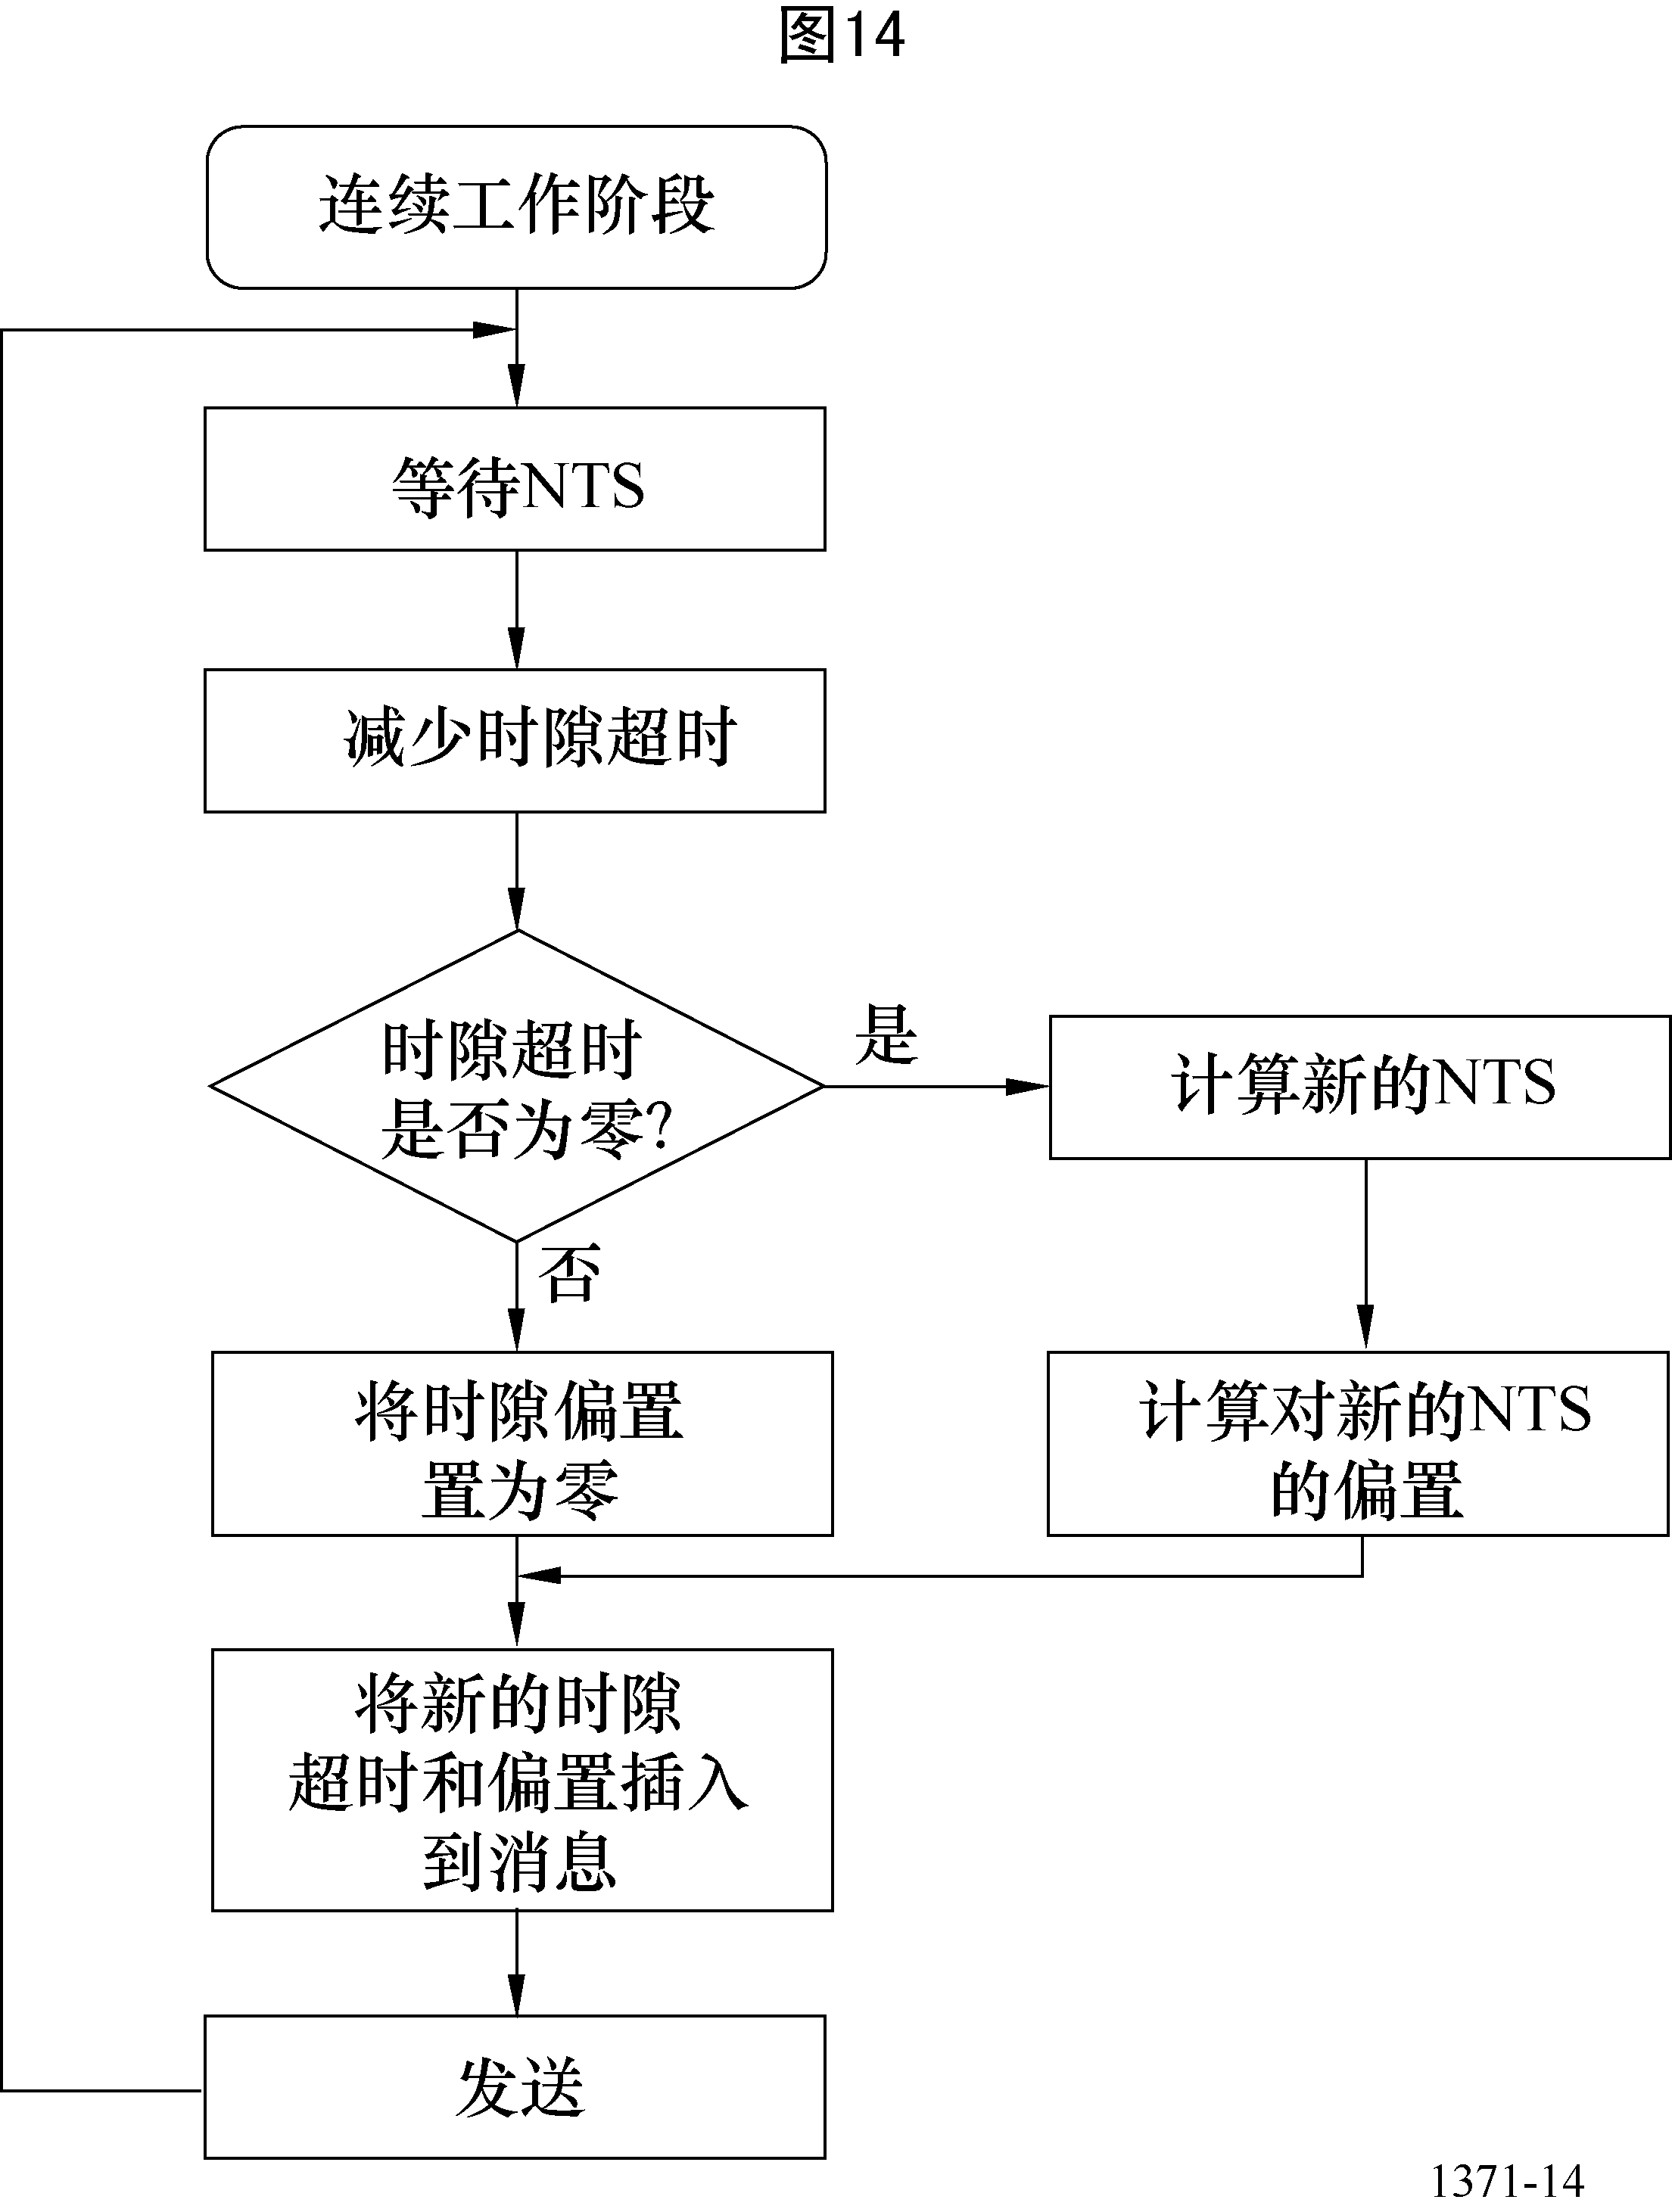 图14
连续工作阶段
等待NTS
减少时隙超时
时隙超时
是否为零?
是
计算新的NTS
否
将时隙偏置
置为零
计算对新的NTS
的偏置
将新的时隙
超时和偏置插入
到消息
发送
1371-14